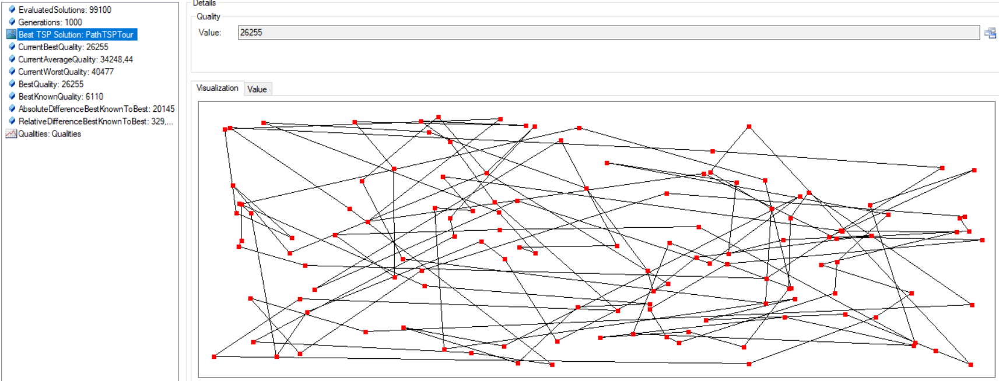 EvaluatedSolutions: 99100
Generations: 1000
Best TSP Solution: PathTSPTour
CurrentBestQuality: 26255
CurrentAverageQuality: 34248,44
CurrentWorstQuality: 40477
BestQuality: 26255
BestKnownQuality: 6110
AbsoluteDifferenceBestKnownToBest: 20145
RelativeDifferenceBestKnownToBest: 329,...
Qualities: Qualities
Details
Quality
Value: 26255
Visualization Value